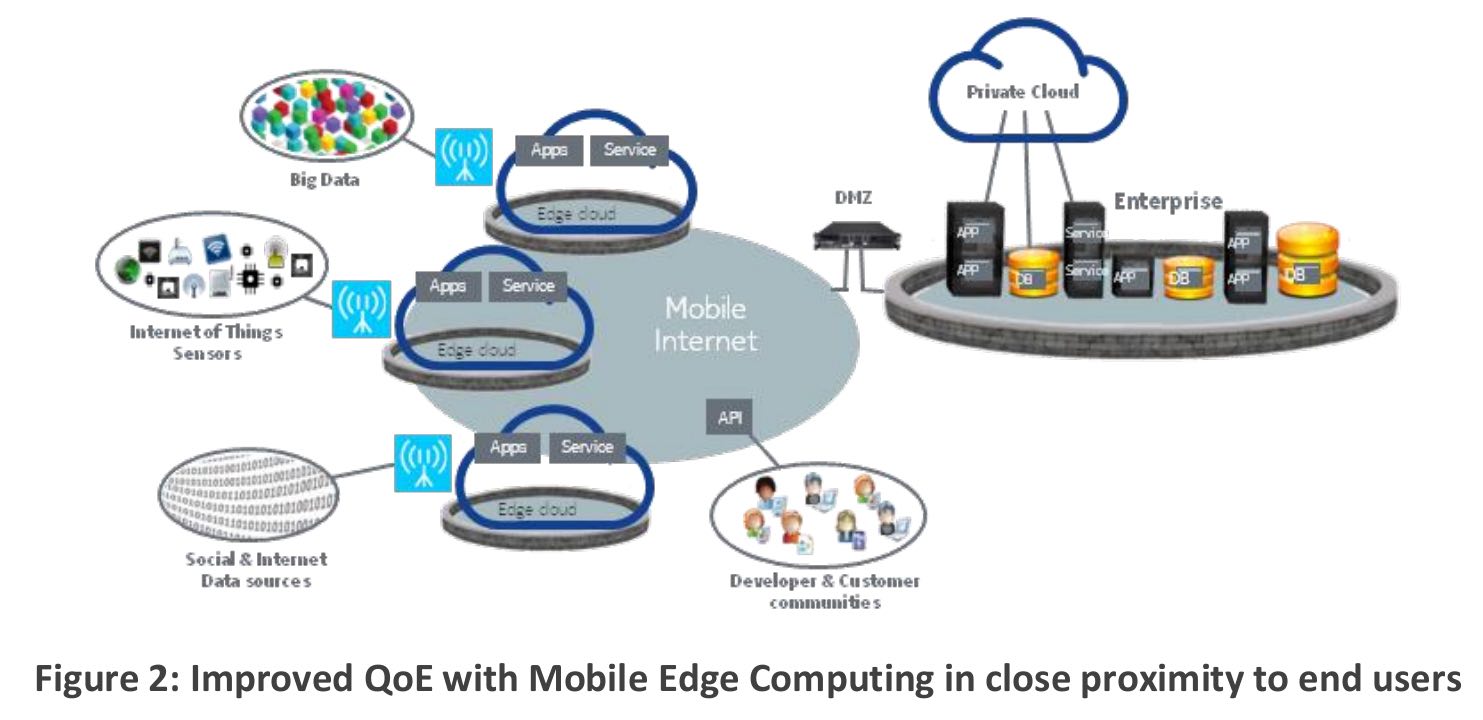 Private Cloud
Big Data
Apps
Service
Edge cloud
DMZ
Enterprise
APP
APP
DB
Service
Service
APP
DB
APP
APP
DB
Internet of Things
Sensors
Apps
Service
Edge cloud
Mobile
Internet
API
Apps
Service
Edge cloud
Social & Internet
Data sources
Developer & Customer
communities
Figure 2: Improved QoE with Mobile Edge Computing in close proximity to end users